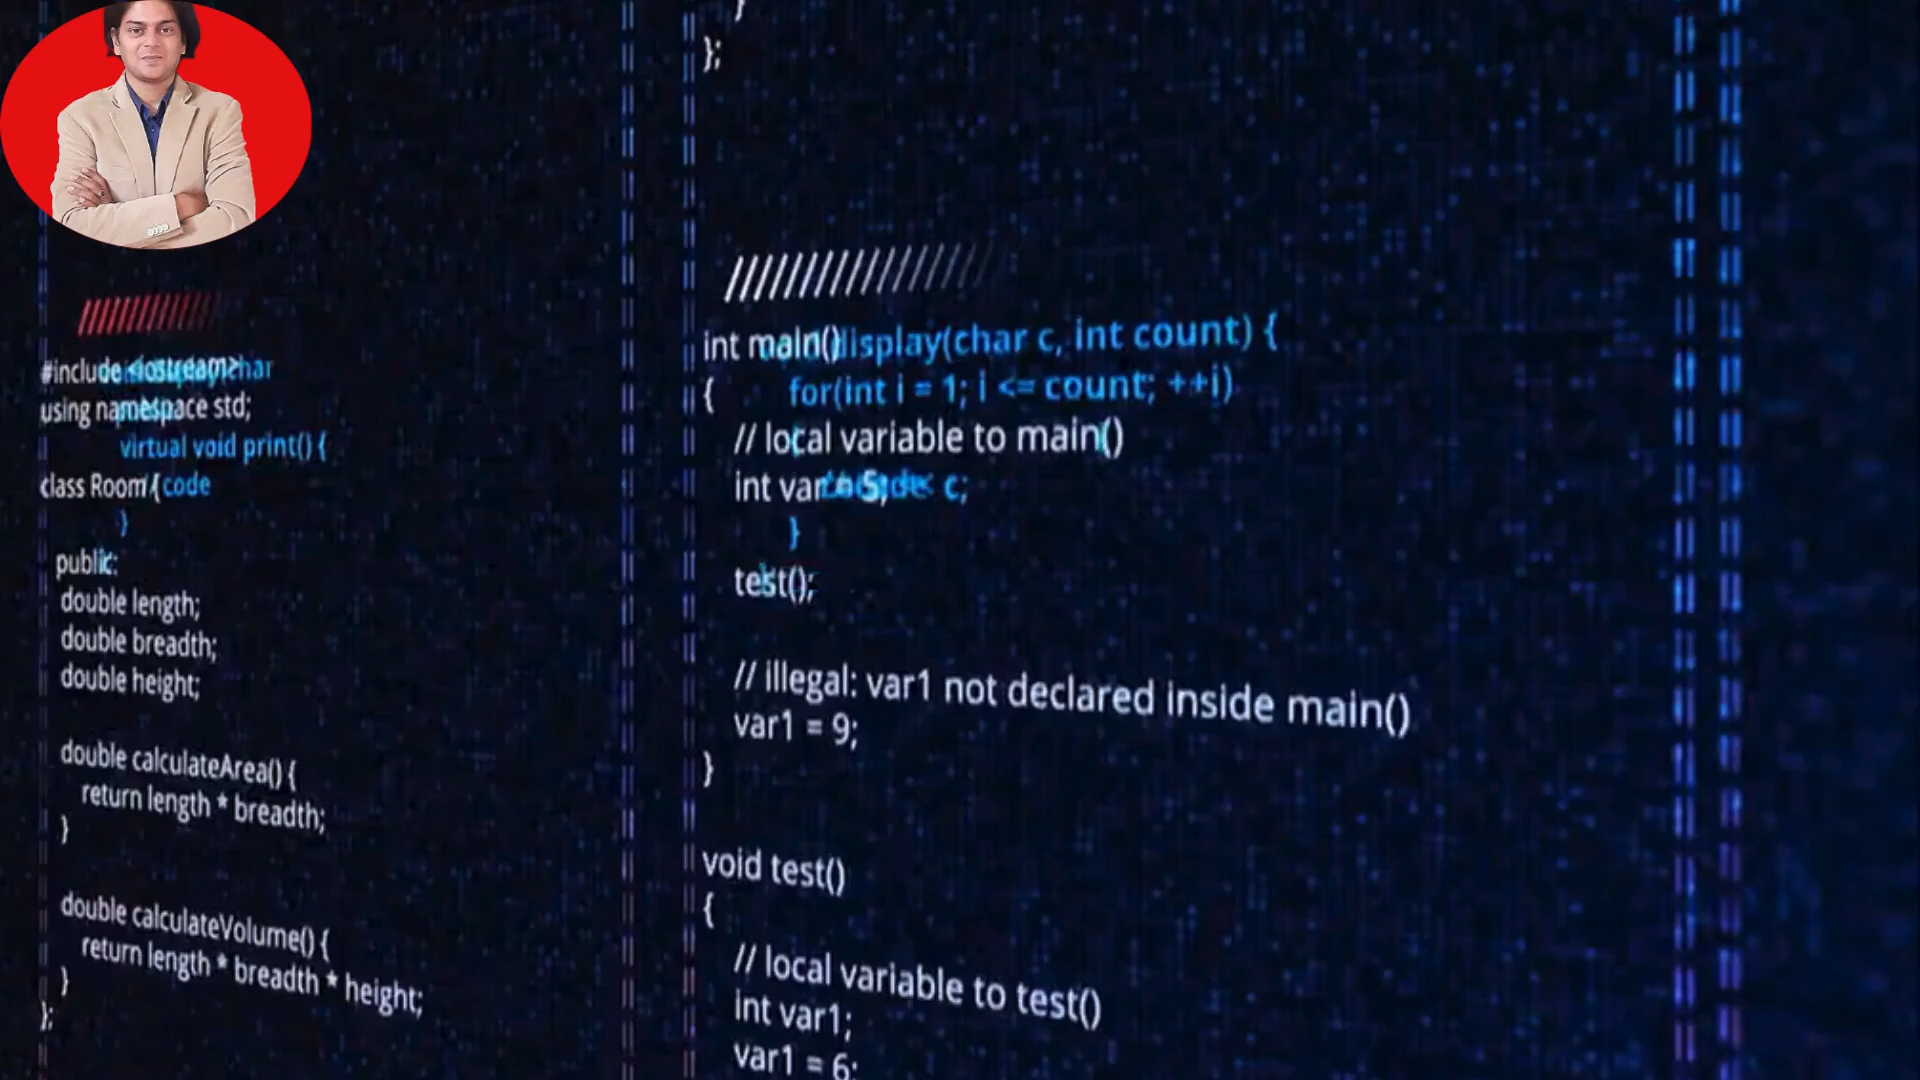 #include <iostream>
using namespace std;
virtual void print() {
class Room {
code
}
public:
double length;
double breadth;
double height;
double calculateArea() {
return length * breadth;
}
double calculateVolume() {
return length * breadth * height;
}
};
}
};
////////////////
int main()
display(char c, int count) {
{
for(int i = 1; i <= count; ++i)
// local variable to main()
int var = 5;
c;
}
test();
// illegal: var1 not declared inside main()
var1 = 9;
}
void test()
{
// local variable to test()
int var1;
var1 = 6;